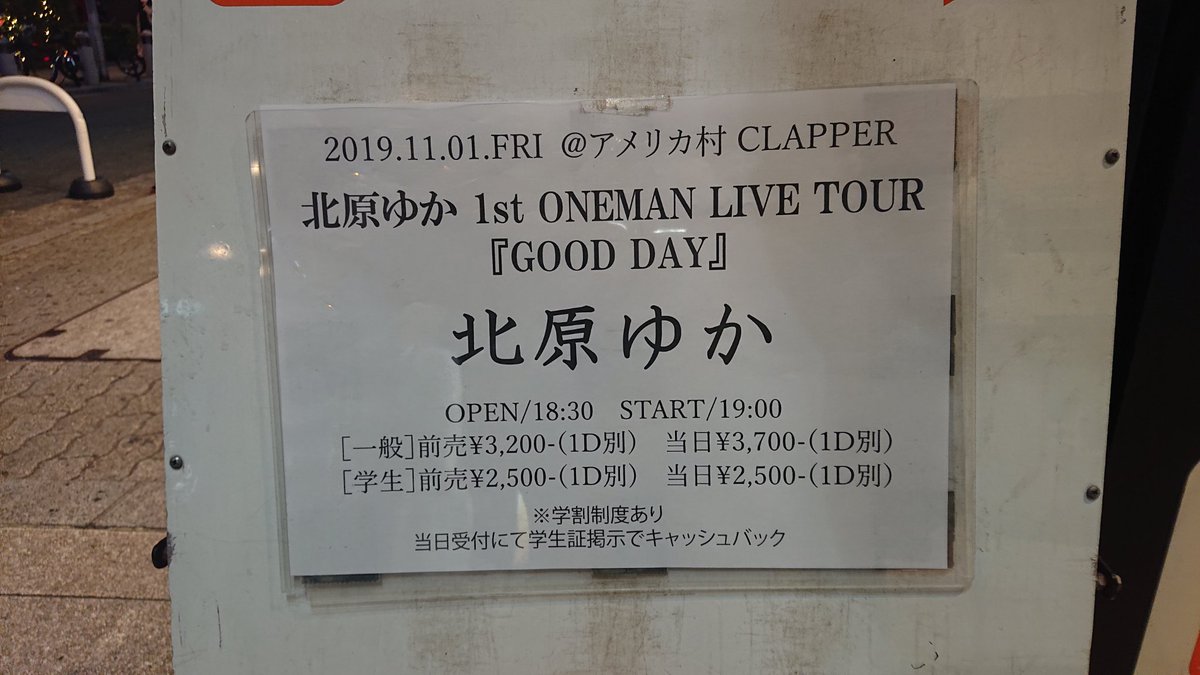 2019.11.01.FRI @アメリカ村 CLAPPER
北原ゆか 1st ONEMAN LIVE TOUR
『GOOD DAY』
北原ゆか
OPEN/18:30 START/19:00
[一般]前売¥3,200-(1D別) 当日¥3,700-(1D別)
[学生]前売¥2,500-(1D別) 当日¥2,500-(1D別)
※学割制度あり
当日受付にて学生証掲示でキャッシュバック